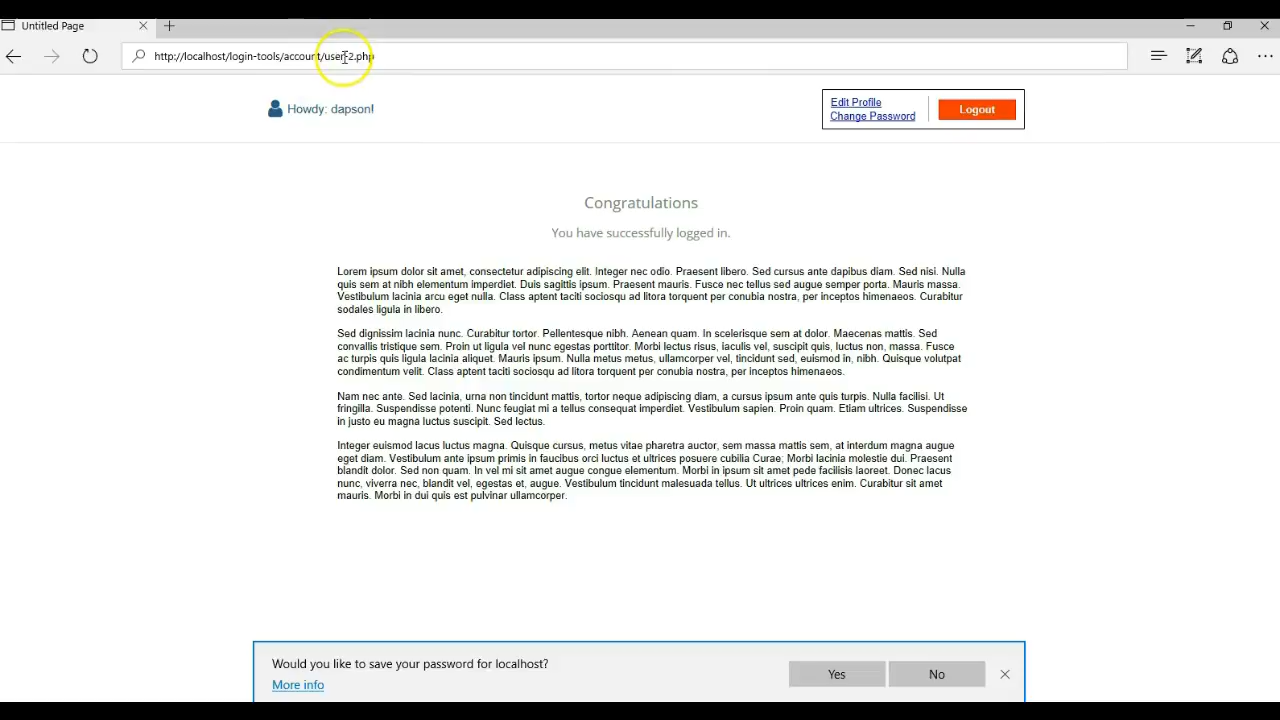 Untitled Page
http://localhost/login-tools/account/user-2.php
Howdy: dapson!
Edit Profile
Change Password
Logout
Congratulations
You have successfully logged in.
Lorem ipsum dolor sit amet, consectetur adipiscing elit. Integer nec odio. Praesent libero. Sed cursus ante dapibus diam. Sed nisi. Nulla
quis sem at nibh elementum imperdiet. Duis sagittis ipsum. Praesent mauris. Fusce nec tellus sed augue semper porta. Mauris massa.
Vestibulum lacinia arcu eget nulla. Class aptent taciti sociosqu ad litora torquent per conubia nostra, per inceptos himenaeos. Curabitur
sodales ligula in libero.
Sed dignissim lacinia nunc. Curabitur tortor. Pellentesque nibh. Aenean quam. In scelerisque sem at dolor. Maecenas mattis. Sed
convallis tristique sem. Proin ut ligula vel nunc egestas porttitor. Morbi lectus risus, iaculis vel, suscipit quis, luctus non, massa. Fusce
ac turpis quis ligula lacinia aliquet. Mauris ipsum. Nulla metus metus, ullamcorper vel, tincidunt sed, euismod in, nibh. Quisque volutpat
condimentum velit. Class aptent taciti sociosqu ad litora torquent per conubia nostra, per inceptos himenaeos.
Nam nec ante. Sed lacinia, urna non tincidunt mattis, tortor neque adipiscing diam, a cursus ipsum ante quis turpis. Nulla facilisi. Ut
fringilla. Suspendisse potenti. Nunc feugiat mi a tellus consequat imperdiet. Vestibulum sapien. Proin quam. Etiam ultrices. Suspendisse
in justo eu magna luctus suscipit. Sed lectus.
Integer euismod lacus luctus magna. Quisque cursus, metus vitae pharetra auctor, sem massa mattis sem, at interdum magna augue
eget diam. Vestibulum ante ipsum primis in faucibus orci luctus et ultrices posuere cubilia Curae; Morbi lacinia molestie dui. Praesent
blandit dolor. Sed non quam. In vel mi sit amet augue congue elementum. Morbi in ipsum sit amet pede facilisis laoreet. Donec lacus
nunc, viverra nec, blandit vel, egestas et, augue. Vestibulum tincidunt malesuada tellus. Ut ultrices ultrices enim. Curabitur sit amet
mauris. Morbi in dui quis est pulvinar ullamcorper.
Would you like to save your password for localhost?
More info
Yes
No